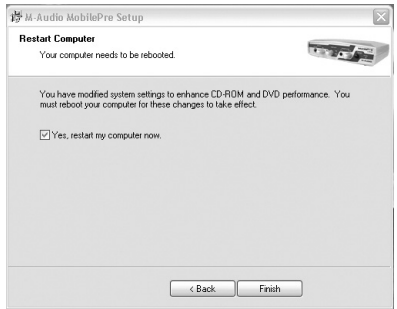 M-Audio MobilePre Setup
Restart Computer
Your computer needs to be rebooted.
You have modified system settings to enhance CD-ROM and DVD performance. You
must reboot your computer for these changes to take effect.
Yes, restart my computer now.
< Back
Finish